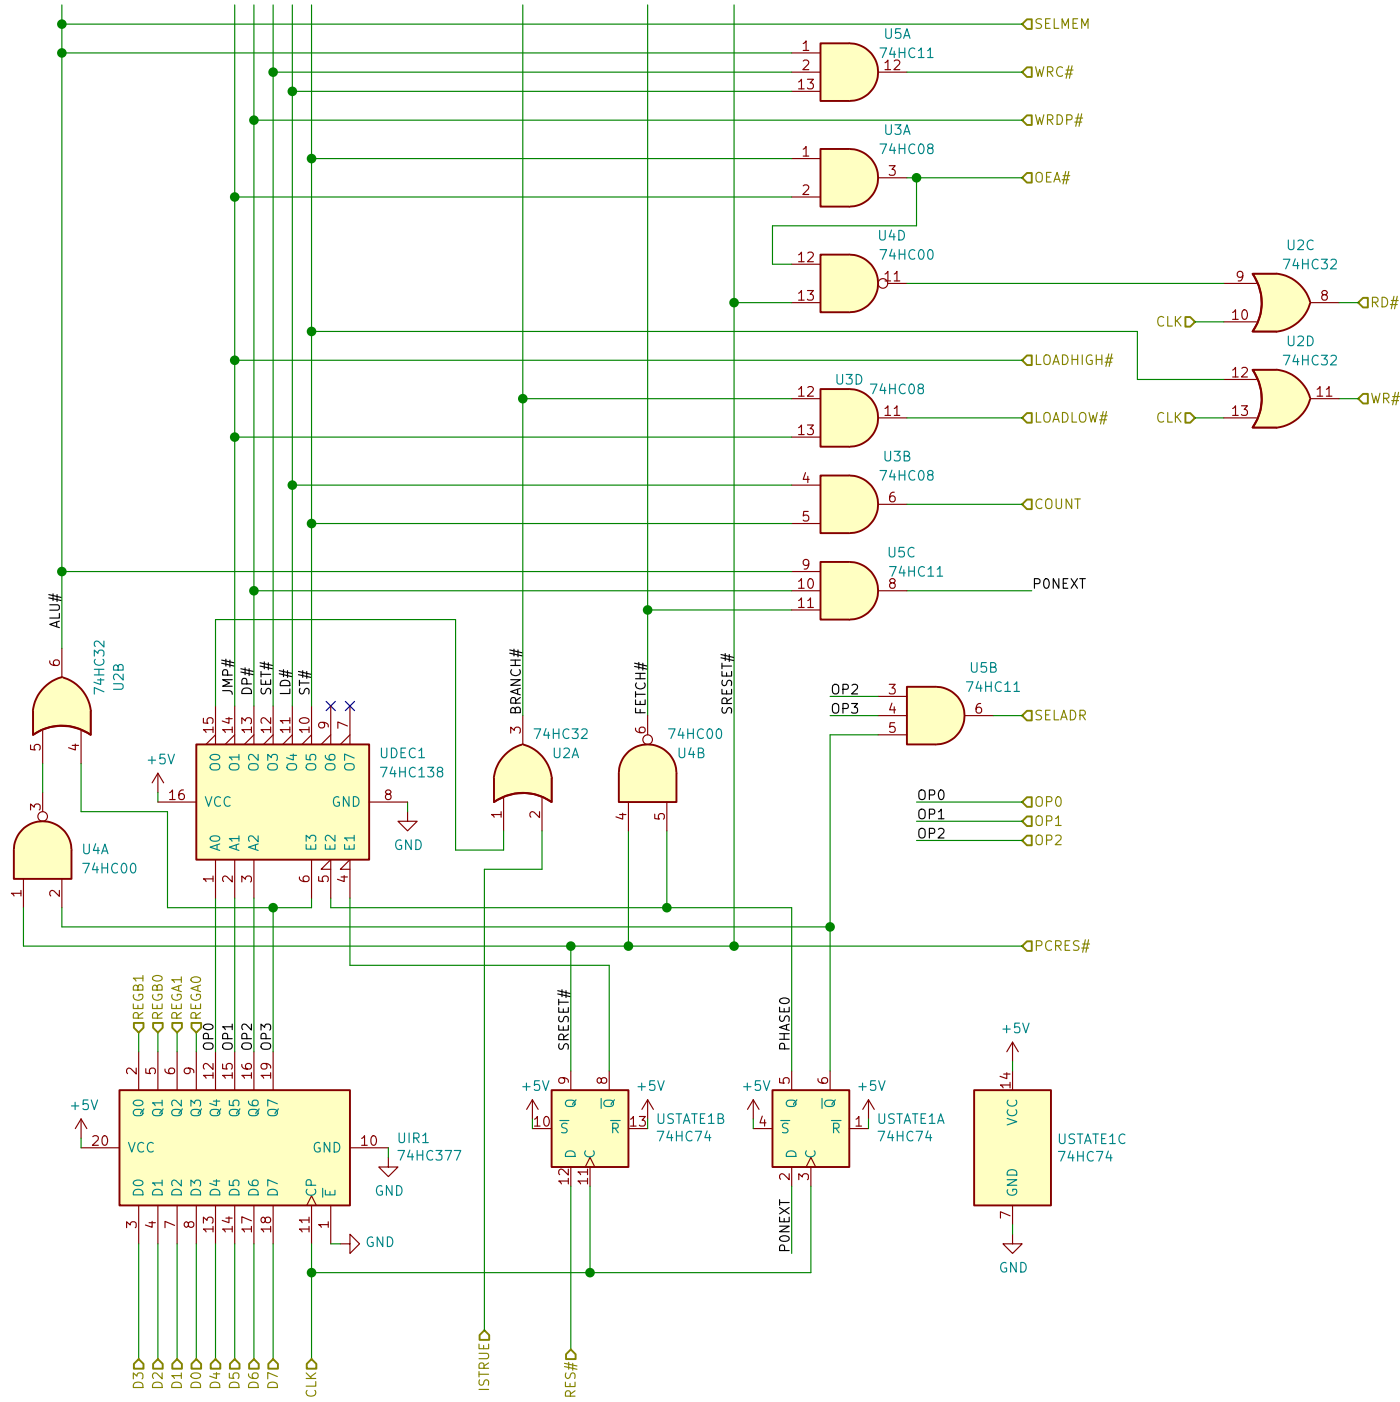 SELMEM
U5A
74HC11
1
2
13
12
WRC#
WRDP#
U3A
74HC08
1
2
3
OEA#
U4D
74HC00
12
13
11
U2C
74HC32
9
10
8
CLK
RD#
U2D
74HC32
12
13
11
CLK
WR#
LOADHIGH#
U3D
74HC08
12
13
11
LOADLOW#
U3B
74HC08
4
5
6
COUNT
U5C
74HC11
9
10
11
8
P0NEXT
ALU#
JMP#
DP#
SET#
LD#
ST#
BRANCH#
FETCH#
SRESET#
6
74HC32
U2B
5
4
3
U4A
74HC00
1
2
15
14
13
12
11
10
9
7
O0
O1
O2
O3
O4
O5
O6
O7
UDEC1
74HC138
+5V
16
VCC
GND
8
GND
A0
A1
A2
E3
E2
E1
1
2
3
6
5
4
3
74HC32
U2A
1
2
6
74HC00
U4B
4
5
U5B
74HC11
OP2
OP3
3
4
5
6
SELADR
OP0
OP0
OP1
OP1
OP2
OP2
PCRES#
REGB1
REGB0
REGA1
REGA0
OP0
OP1
OP2
OP3
2
5
6
9
12
15
16
19
Q0
Q1
Q2
Q3
Q4
Q5
Q6
Q7
+5V
20
VCC
GND
10
GND
UIR1
74HC377
D0
D1
D2
D3
D4
D5
D6
D7
CP
E
3
4
7
8
13
14
17
18
11
1
GND
D3
D2
D1
D0
D4
D5
D6
D7
CLK
ISTRUE
RES#
SRESET#
9
8
+5V
+5V
10
13
Q
Q
S
R
D
C
12
11
USTATE1B
74HC74
PHASE0
5
6
+5V
+5V
4
1
Q
Q
S
R
D
C
2
3
USTATE1A
74HC74
P0NEXT
+5V
14
VCC
GND
7
GND
USTATE1C
74HC74